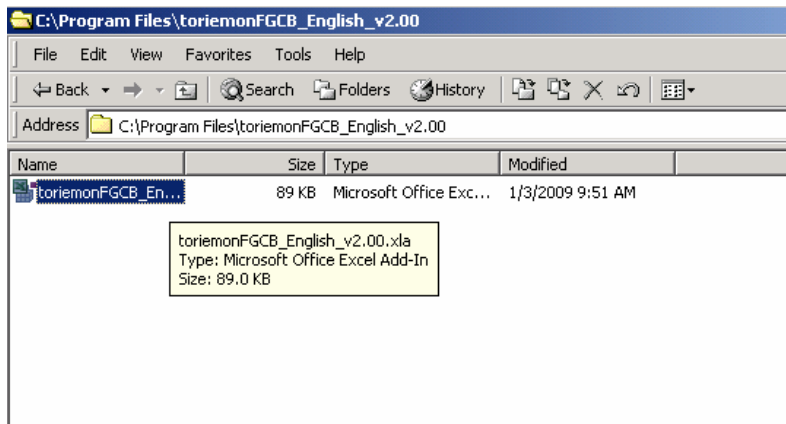 C:\Program Files\toriemonFGCB_English_v2.00
File Edit View Favorites Tools Help
Back Search Folders History
Address C:\Program Files\toriemonFGCB_English_v2.00
Name Size Type Modified
toriemonFGCB_En... 89 KB Microsoft Office Exc... 1/3/2009 9:51 AM
toriemonFGCB_English_v2.00.xla
Type: Microsoft Office Excel Add-In
Size: 89.0 KB